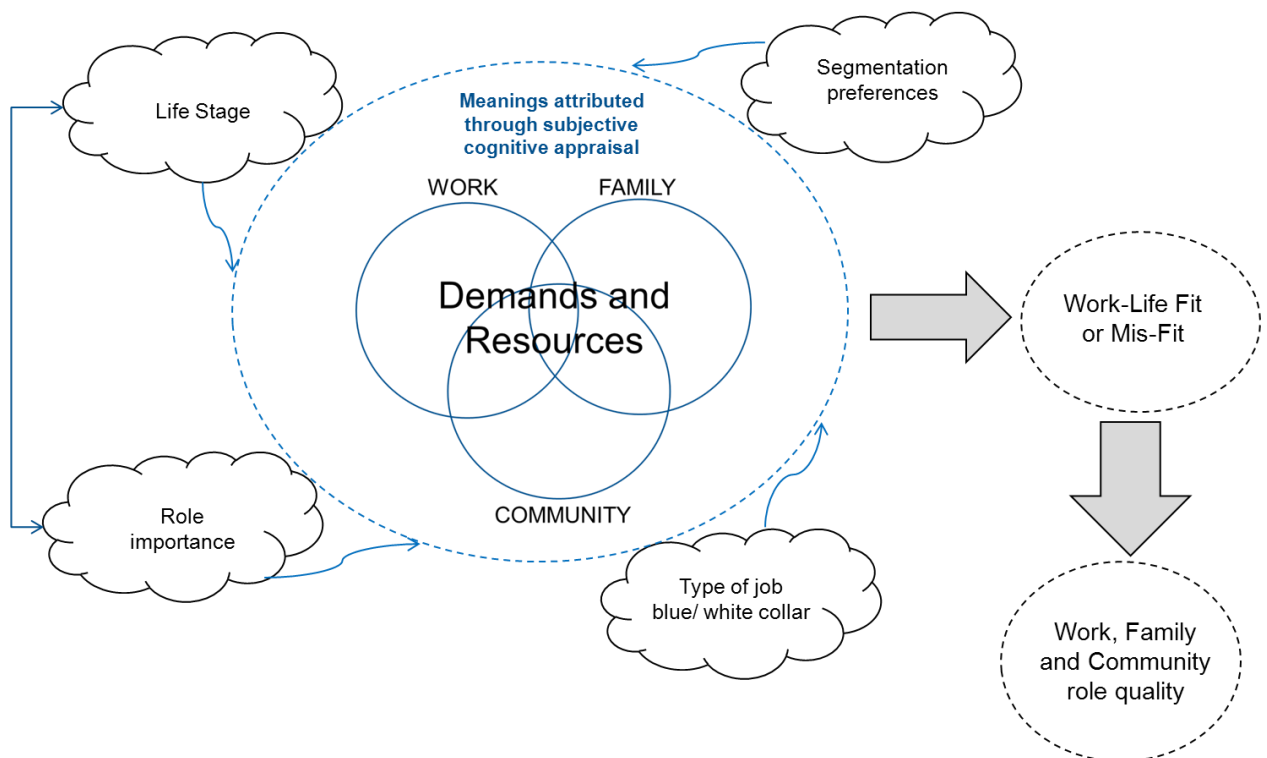 Life Stage
Segmentation
preferences
Meanings attributed
through subjective
cognitive appraisal
WORK
FAMILY
Demands and
Resources
COMMUNITY
Work-Life Fit
or Mis-Fit
Role
importance
Type of job
blue/ white collar
Work, Family
and Community
role quality